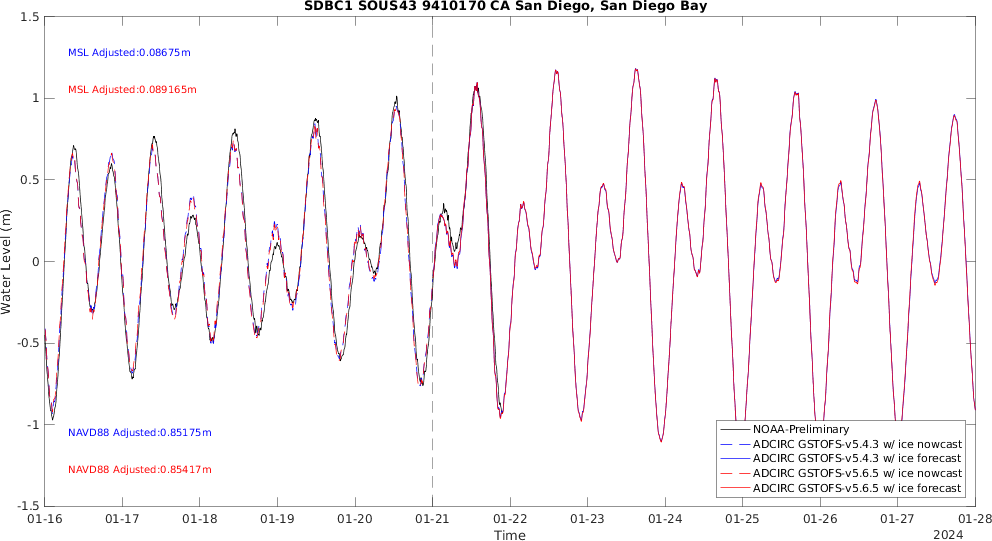 SDBC1 SOUS43 9410170 CA San Diego, San Diego Bay
1.5
1
0.5
0
-0.5
-1
-1.5
Water Level (m)
MSL Adjusted:0.08675m
MSL Adjusted:0.089165m
NAVD88 Adjusted:0.85175m
NAVD88 Adjusted:0.85417m
NOAA-Preliminary
ADCIRC GSTOFS-v5.4.3 w/ ice nowcast
ADCIRC GSTOFS-v5.4.3 w/ ice forecast
ADCIRC GSTOFS-v5.6.5 w/ ice nowcast
ADCIRC GSTOFS-v5.6.5 w/ ice forecast
01-16 01-17 01-18 01-19 01-20 01-21 01-22 01-23 01-24 01-25 01-26 01-27 01-28
Time
2024